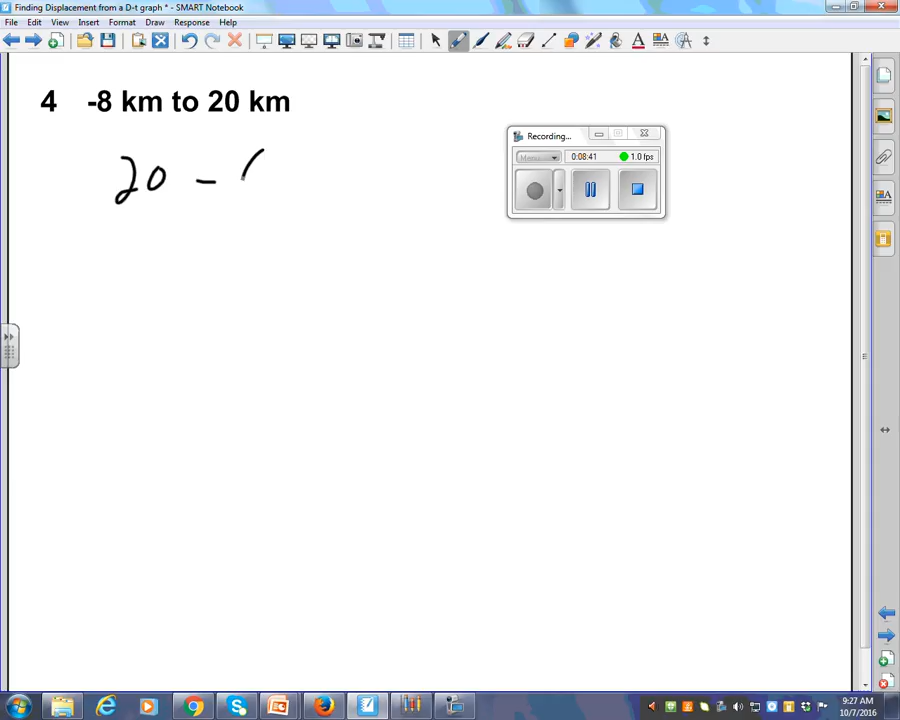 Finding Displacement from a D-t graph * - SMART Notebook
File Edit View Insert Format Draw Response Help
4 -8 km to 20 km
20 - (
Recording...
Menu 0:08:41 1.0 fps
9:27 AM
10/7/2016